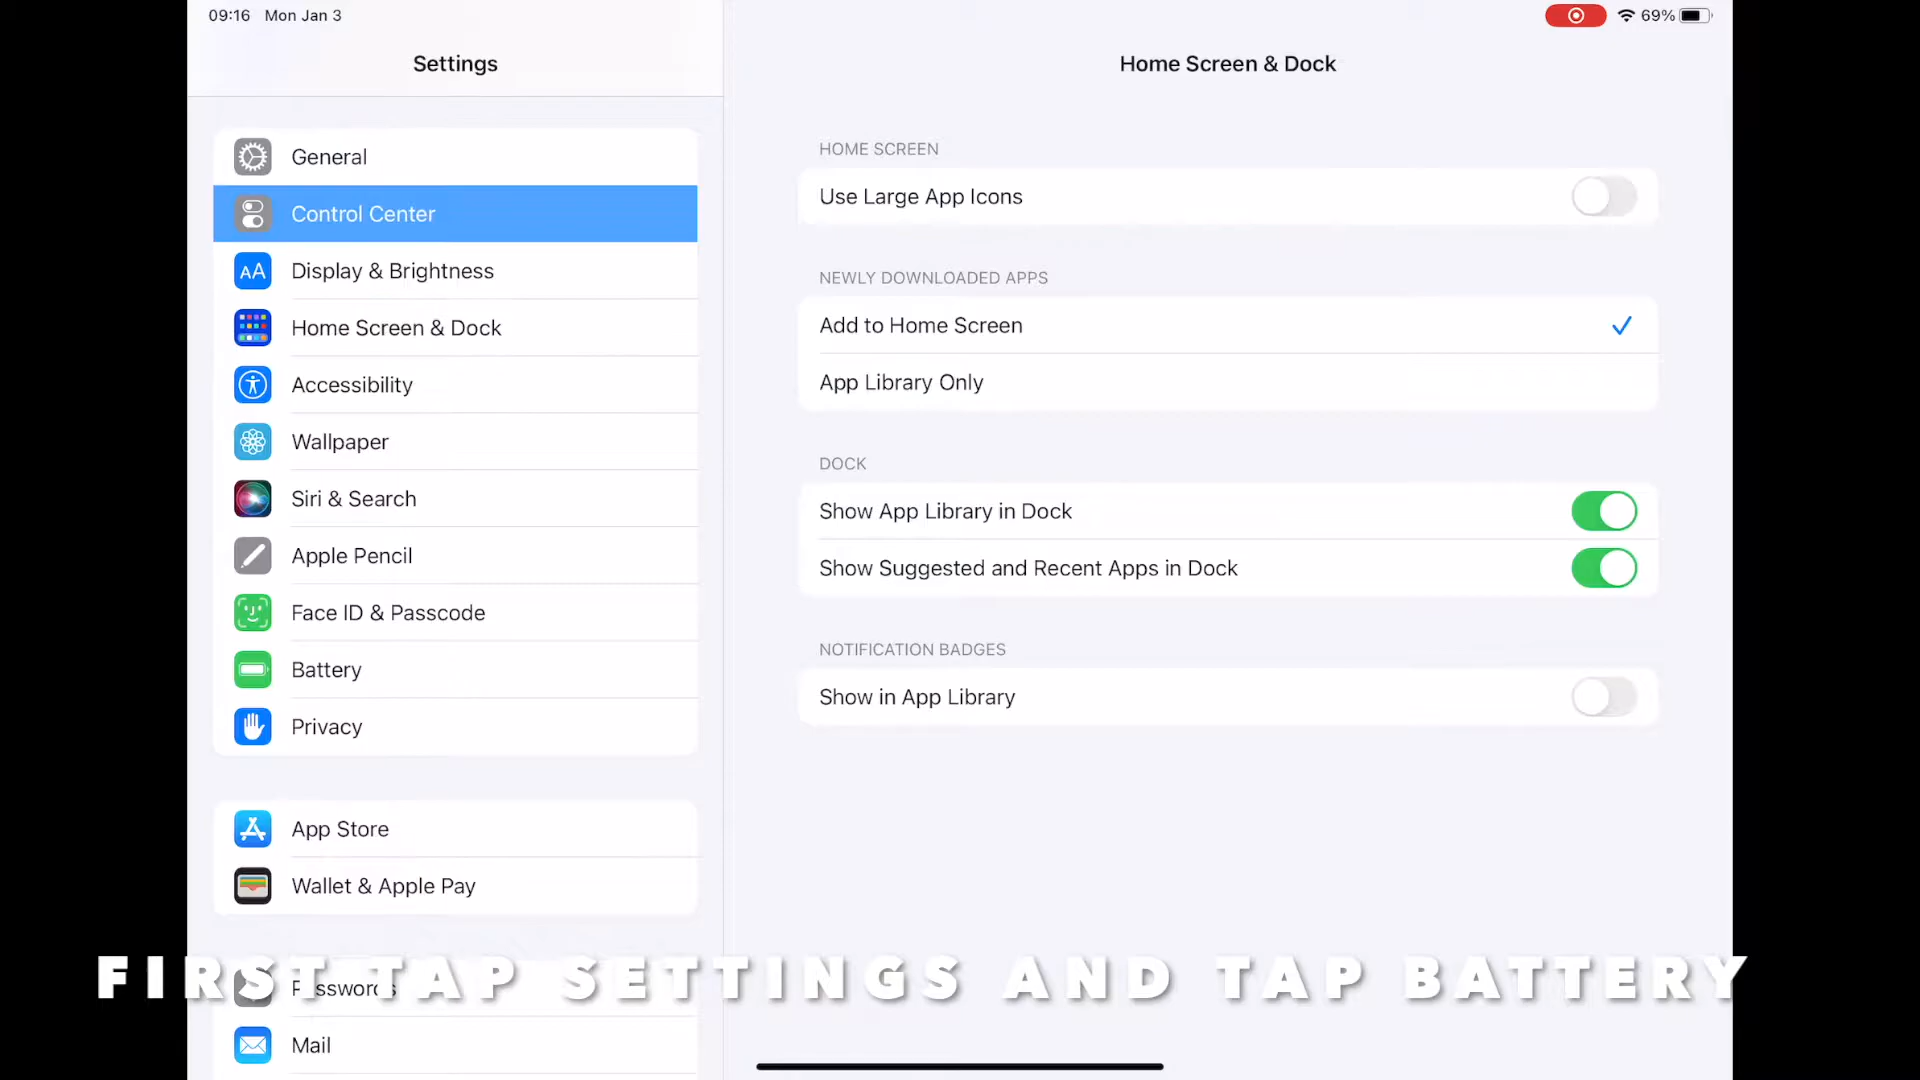 09:16 Mon Jan 3
69%
Settings
General
Control Center
AA Display & Brightness
Home Screen & Dock
Accessibility
Wallpaper
Siri & Search
Apple Pencil
Face ID & Passcode
Battery
Privacy
App Store
Wallet & Apple Pay
Passwords
Mail
Home Screen & Dock
HOME SCREEN
Use Large App Icons
NEWLY DOWNLOADED APPS
Add to Home Screen
App Library Only
DOCK
Show App Library in Dock
Show Suggested and Recent Apps in Dock
NOTIFICATION BADGES
Show in App Library
FIRST TAP SETTINGS AND TAP BATTERY